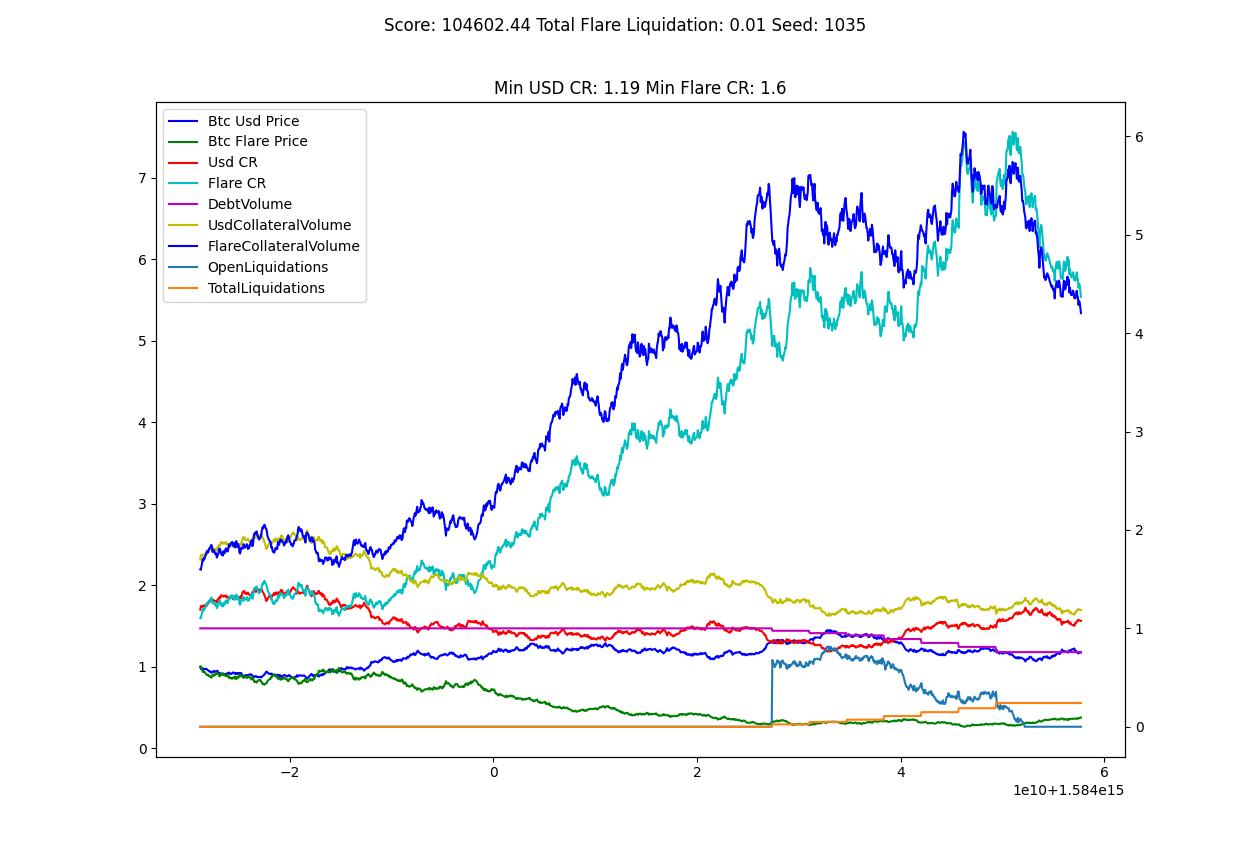 Score: 104602.44 Total Flare Liquidation: 0.01 Seed: 1035
Min USD CR: 1.19 Min Flare CR: 1.6
Btc Usd Price
Btc Flare Price
Usd CR
Flare CR
DebtVolume
UsdCollateralVolume
FlareCollateralVolume
OpenLiquidations
TotalLiquidations
7
6
5
4
3
2
1
0
6
5
4
3
2
1
0
−2
0
2
4
6
1e10+1.584e15